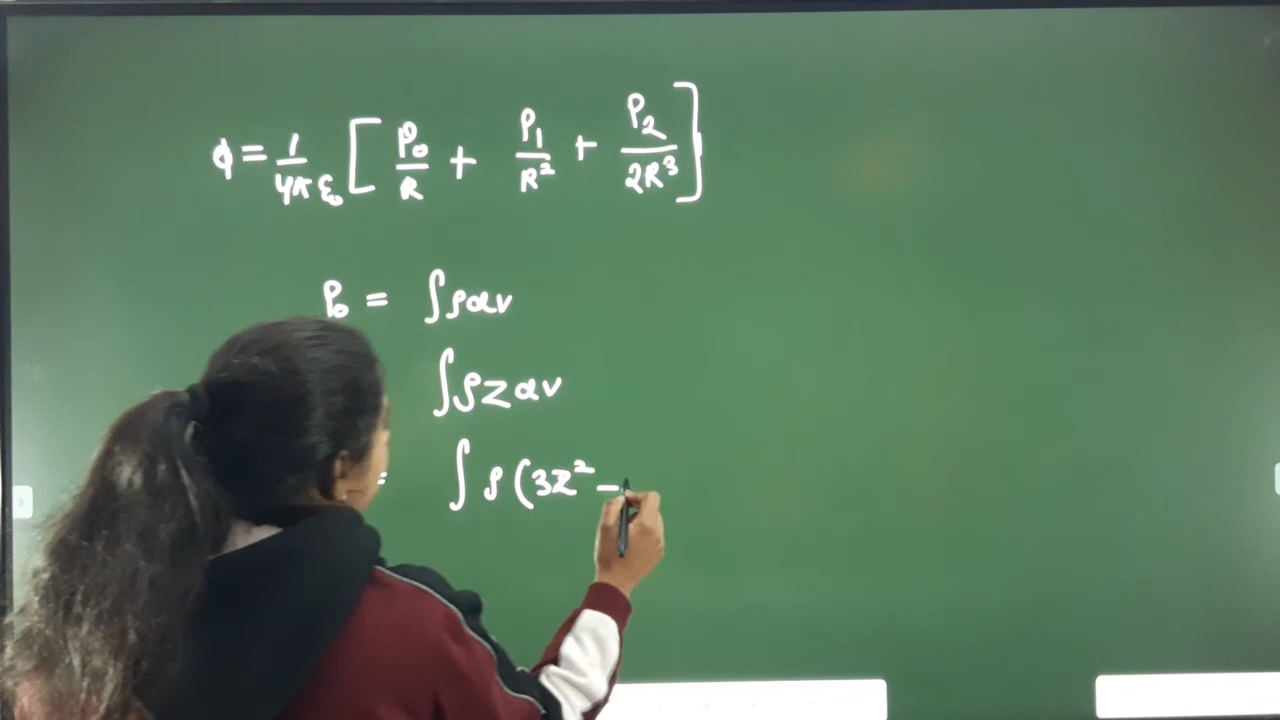 φ = 1/4πε₀ [ P₀/R + P₁/R² + P₂/2R³ ]
P₀ = ∫ρdv
∫ρzdv
= ∫ρ(3z² -